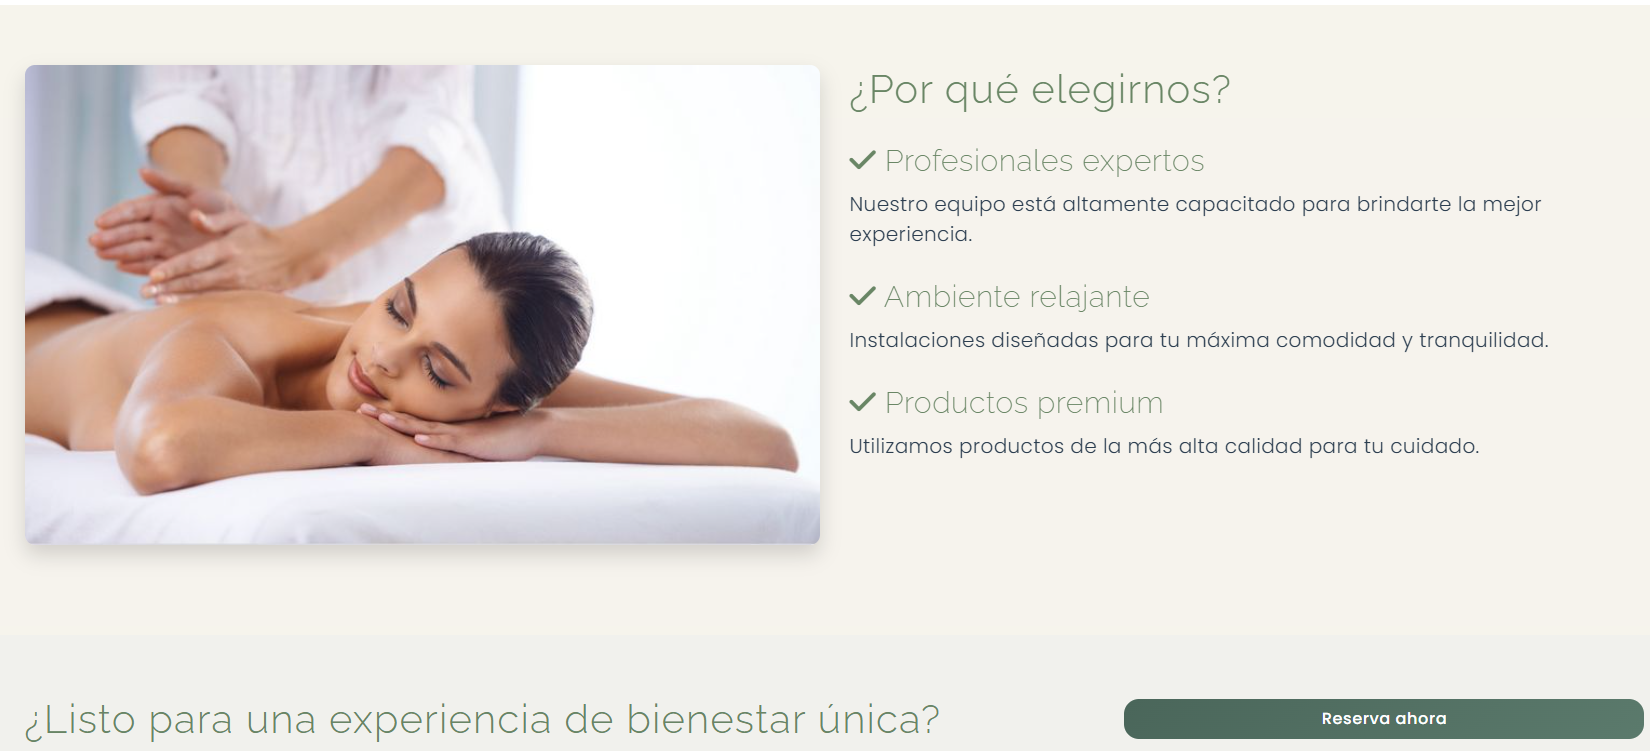 ¿Por qué elegirnos?
Profesionales expertos
Nuestro equipo está altamente capacitado para brindarte la mejor
experiencia.
Ambiente relajante
Instalaciones diseñadas para tu máxima comodidad y tranquilidad.
Productos premium
Utilizamos productos de la más alta calidad para tu cuidado.
¿Listo para una experiencia de bienestar única?
Reserva ahora